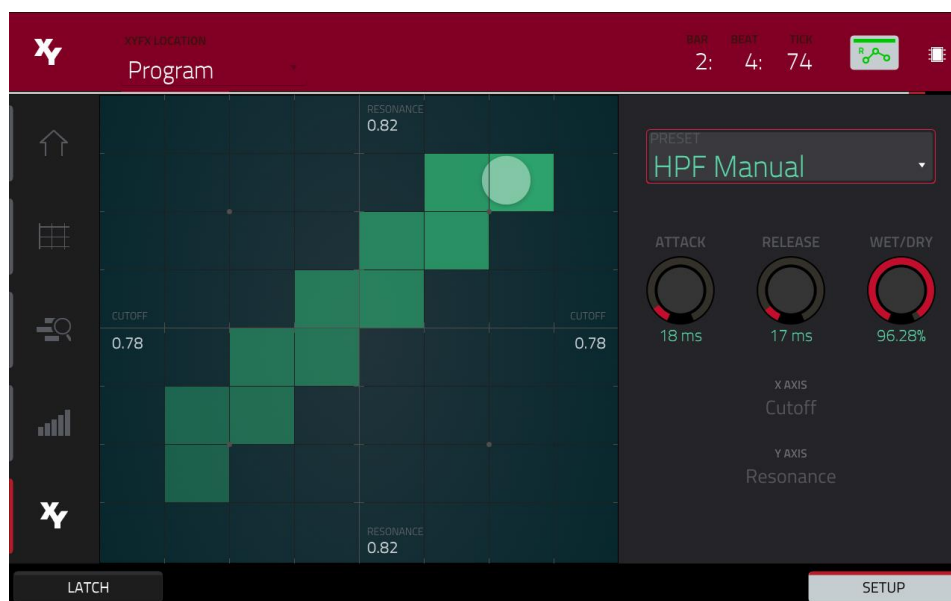 XY
XYFX LOCATION
Program
BAR BEAT TICK
2: 4: 74
R
RESONANCE
0.82
CUTOFF
0.78
CUTOFF
0.78
RESONANCE
0.82
PRESET
HPF Manual
ATTACK RELEASE WET/DRY
18 ms 17 ms 96.28%
X AXIS
Cutoff
Y AXIS
Resonance
XY
LATCH
SETUP